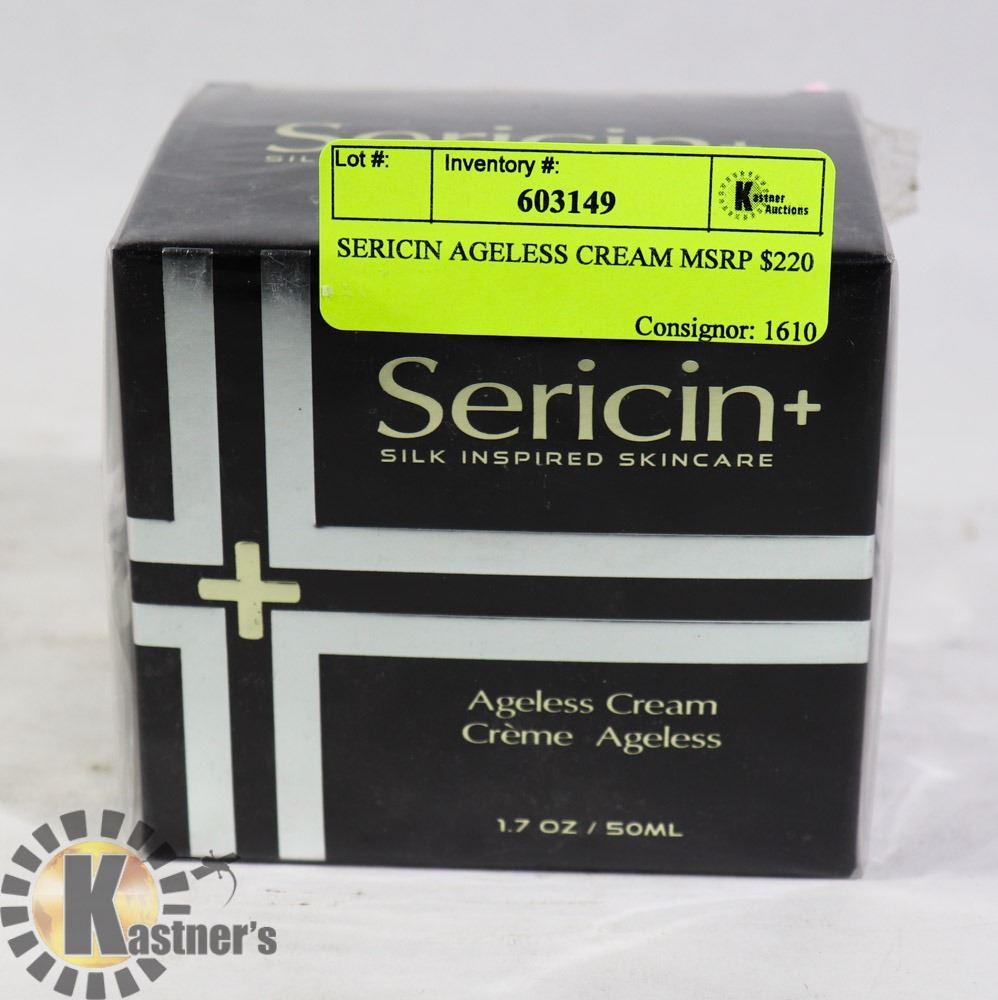 Sericin+
SIL
Lot #:
Inventory #:
603149
Kastner
Auctions
SERICIN AGELESS CREAM MSRP $220
Consignor: 1610
Sericin+
SILK INSPIRED SKINCARE
Ageless Cream
Crème Ageless
1.7 OZ / 50ML
Kastner's